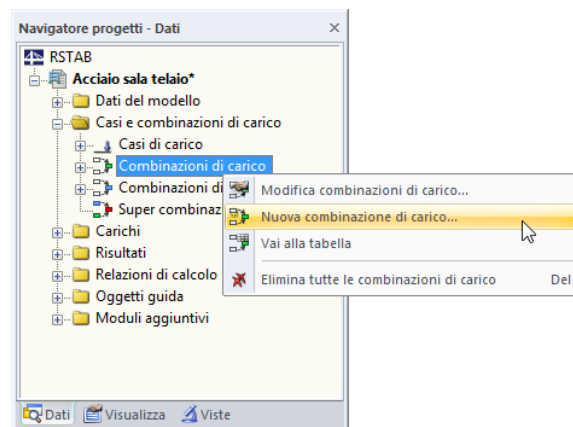 Navigatore progetti - Dati
RSTAB
Acciaio sala telaio*
Dati del modello
Casi e combinazioni di carico
Casi di carico
Combinazioni di carico
Combinazioni di
Modifica combinazioni di carico...
Super combinaz
Nuova combinazione di carico...
Carichi
Vai alla tabella
Risultati
Relazioni di calcolo
Elimina tutte le combinazioni di carico Del
Oggetti guida
Moduli aggiuntivi
Dati Visualizza Viste